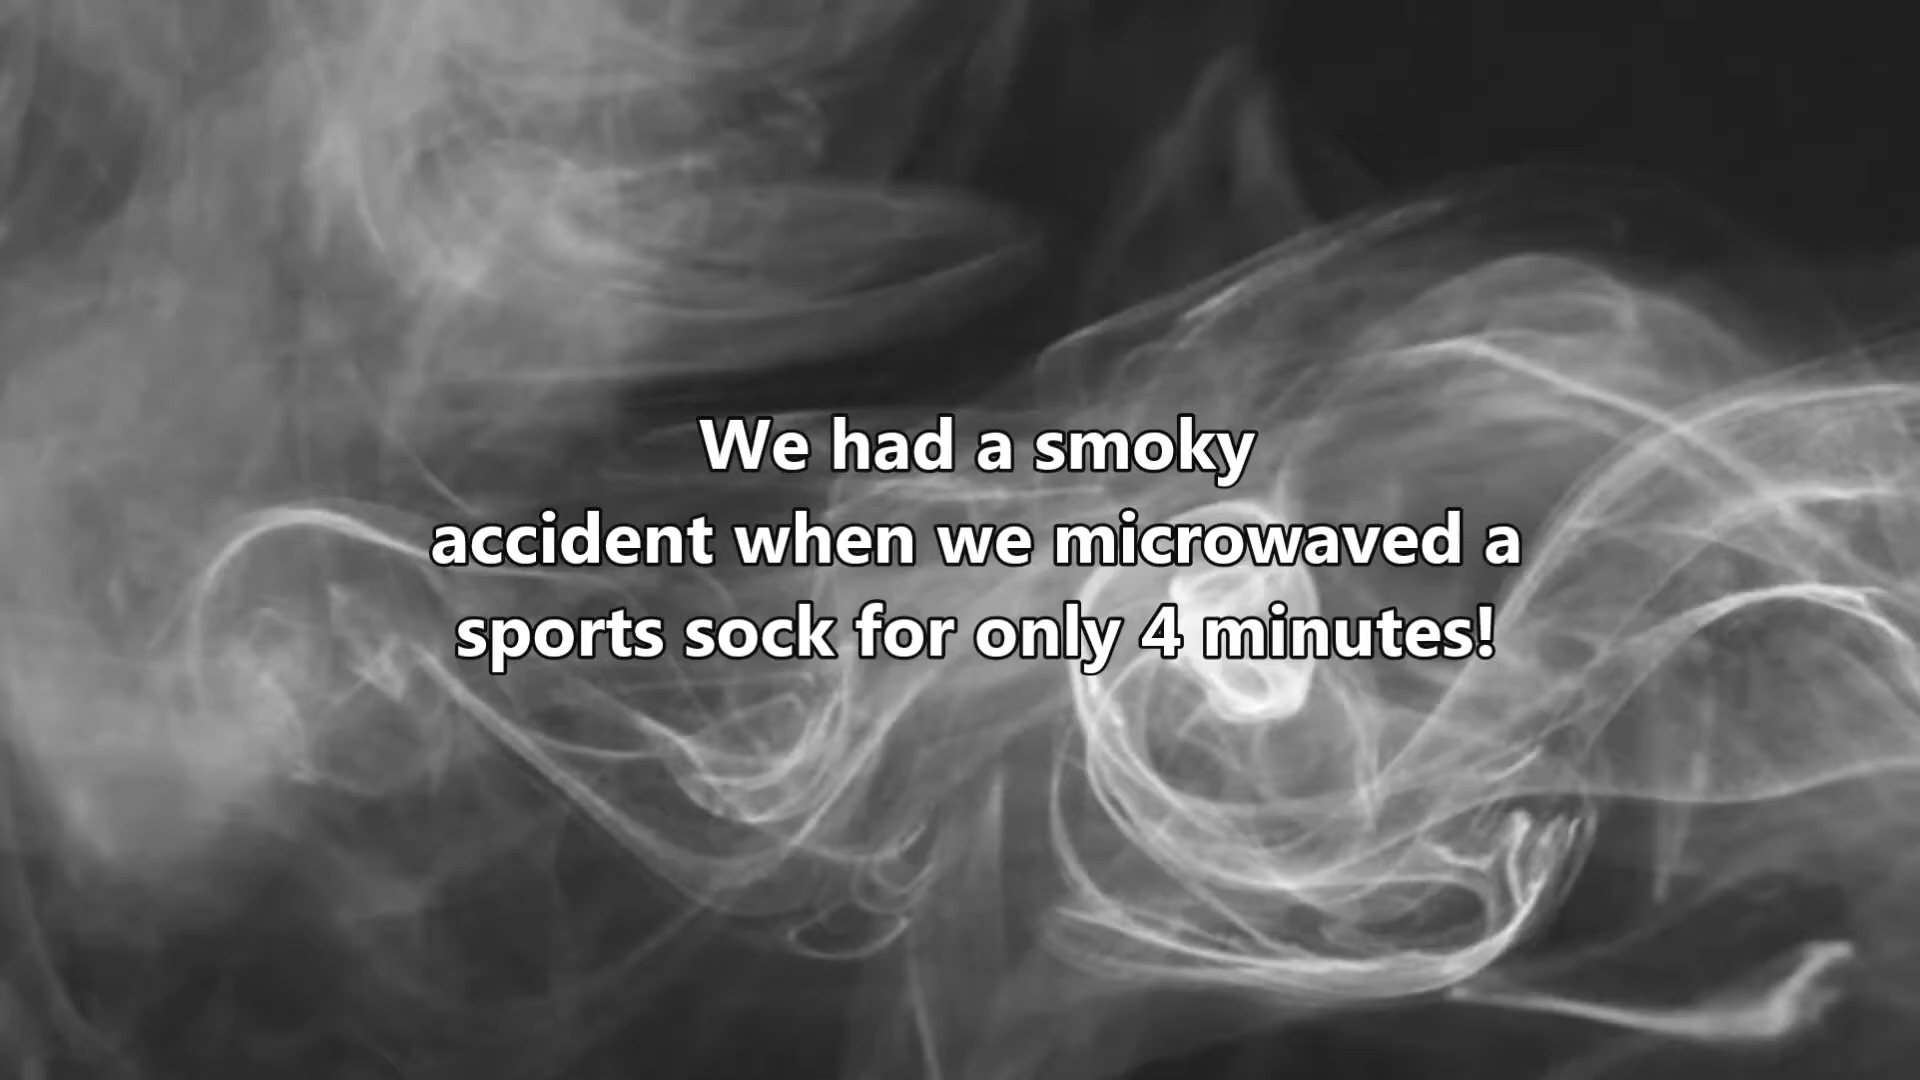 We had a smoky
accident when we microwaved a
sports sock for only 4 minutes!